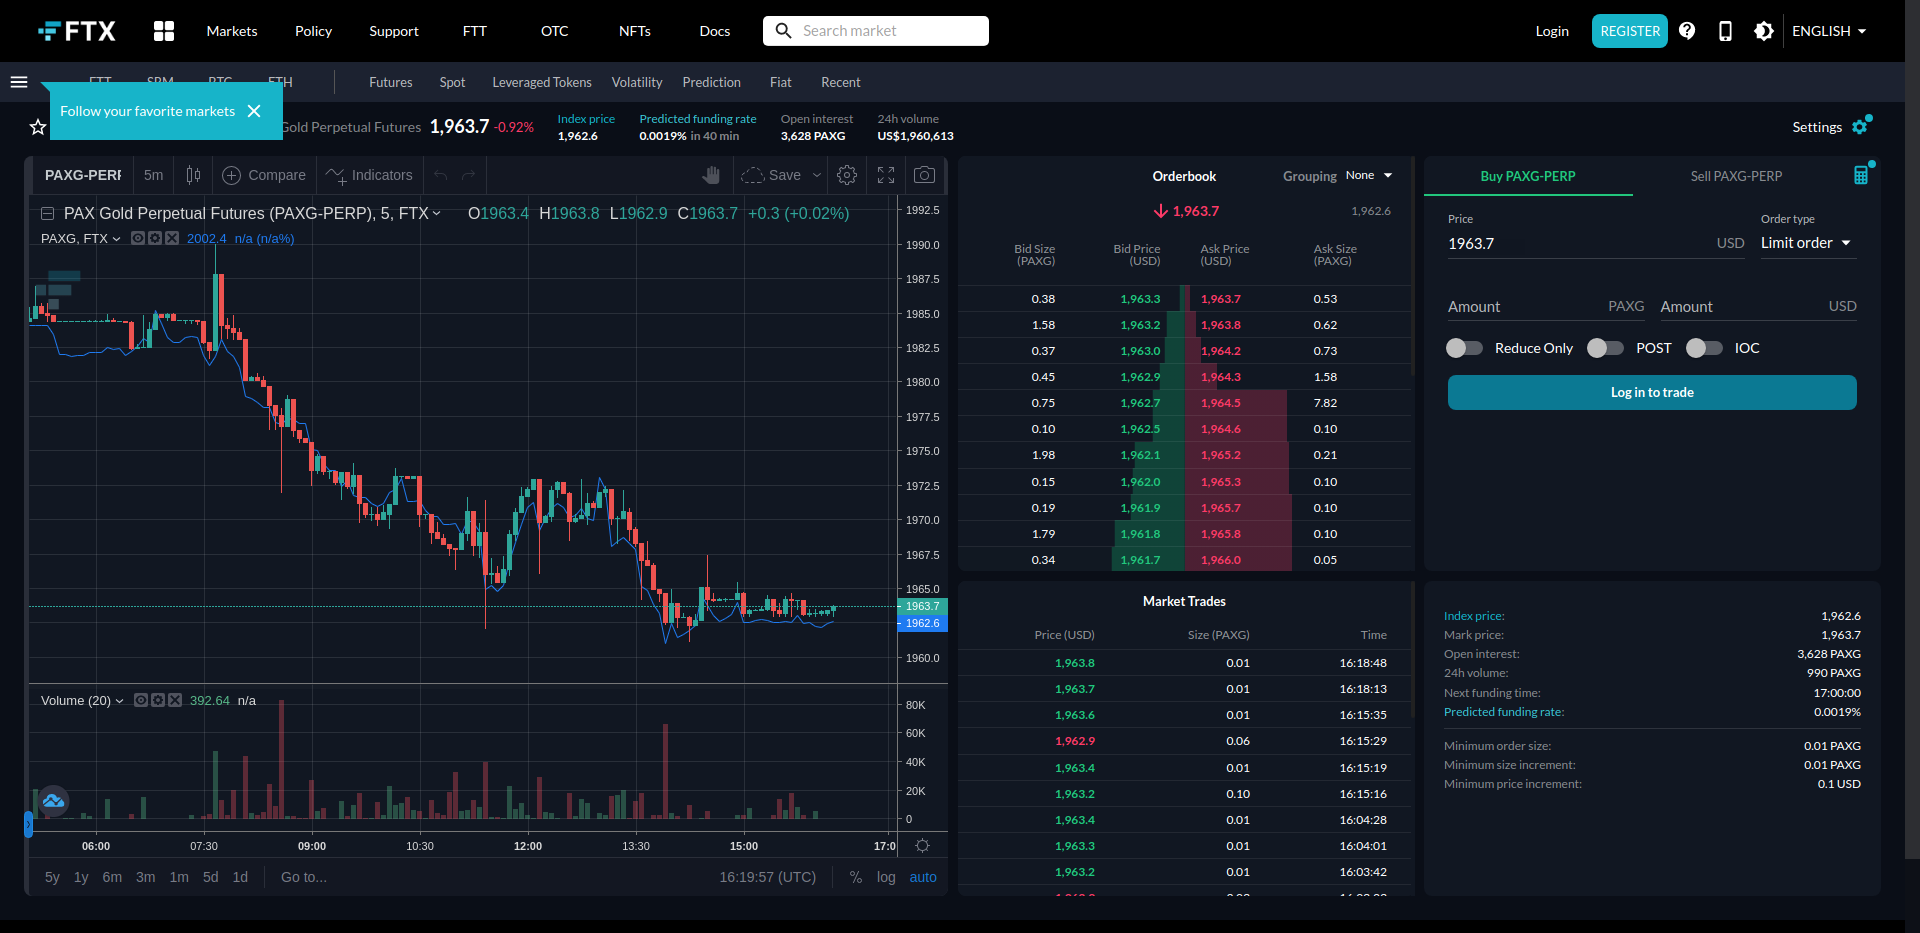 FTX Markets Policy Support FTT OTC NFTs Docs Search market Login REGISTER ENGLISH
Futures Spot Leveraged Tokens Volatility Prediction Fiat Recent
Follow your favorite markets
Gold Perpetual Futures 1,963.7 -0.92%
Index price 1,962.6
Predicted funding rate 0.0019% in 40 min
Open interest 3,628 PAXG
24h volume US$1,960,613
Settings
PAXG-PERP 5m Compare Indicators Save
PAX Gold Perpetual Futures (PAXG-PERP), 5, FTX O1963.4 H1963.8 L1962.9 C1963.7 +0.3 (+0.02%)
PAXG, FTX 2002.4 n/a (n/a%)
1992.5
1990.0
1987.5
1985.0
1982.5
1980.0
1977.5
1975.0
1972.5
1970.0
1967.5
1965.0
1963.7
1962.6
1960.0
Volume (20) 392.64 n/a
80K
60K
40K
20K
0
06:00 07:30 09:00 10:30 12:00 13:30 15:00 17:0
5y 1y 6m 3m 1m 5d 1d Go to... 16:19:57 (UTC) % log auto
Orderbook Grouping None
1,963.7 1,962.6
Bid Size (PAXG) Bid Price (USD) Ask Price (USD) Ask Size (PAXG)
0.38 1,963.3 1,963.7 0.53
1.58 1,963.2 1,963.8 0.62
0.37 1,963.0 1,964.2 0.73
0.45 1,962.9 1,964.3 1.58
0.75 1,962.7 1,964.5 7.82
0.10 1,962.5 1,964.6 0.10
1.98 1,962.1 1,965.2 0.21
0.15 1,962.0 1,965.3 0.10
0.19 1,961.9 1,965.7 0.10
1.79 1,961.8 1,965.8 0.10
0.34 1,961.7 1,966.0 0.05
Market Trades
Price (USD) Size (PAXG) Time
1,963.8 0.01 16:18:48
1,963.7 0.01 16:18:13
1,963.6 0.01 16:15:35
1,962.9 0.06 16:15:29
1,963.4 0.01 16:15:19
1,963.2 0.10 16:15:16
1,963.4 0.01 16:04:28
1,963.3 0.01 16:04:01
1,963.2 0.01 16:03:42
Buy PAXG-PERP Sell PAXG-PERP
Price Order type
1963.7 USD Limit order
Amount PAXG Amount USD
Reduce Only POST IOC
Log in to trade
Index price: 1,962.6
Mark price: 1,963.7
Open interest: 3,628 PAXG
24h volume: 990 PAXG
Next funding time: 17:00:00
Predicted funding rate: 0.0019%
Minimum order size: 0.01 PAXG
Minimum size increment: 0.01 PAXG
Minimum price increment: 0.1 USD